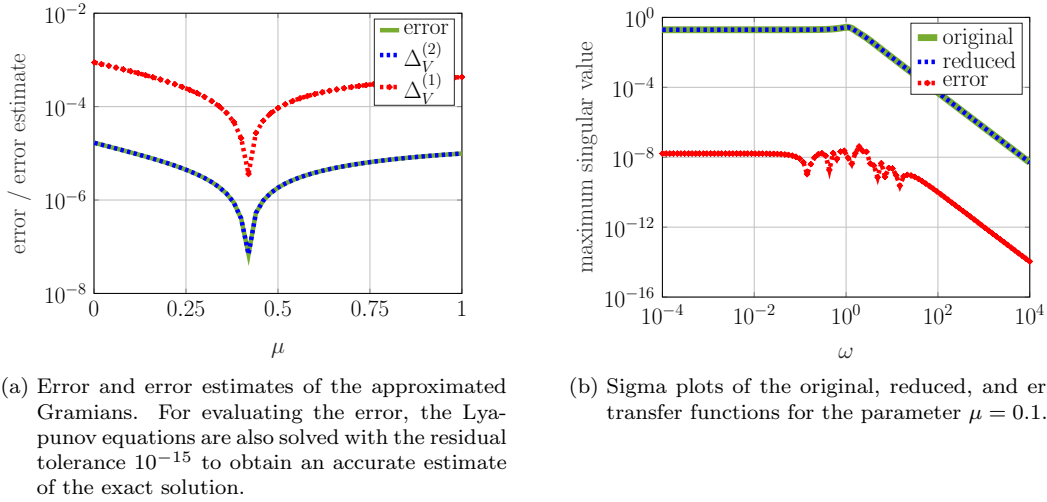 10^{-2}
10^{-4}
10^{-6}
10^{-8}
error / error estimate
error
Δ_V^{(2)}
Δ_V^{(1)}
0 0.25 0.5 0.75 1
μ
(a) Error and error estimates of the approximated
Gramians. For evaluating the error, the Lya-
punov equations are also solved with the residual
tolerance 10^{-15} to obtain an accurate estimate
of the exact solution.
10^{0}
10^{-4}
10^{-8}
10^{-12}
10^{-16}
maximum singular value
original
reduced
error
10^{-4} 10^{-2} 10^{0} 10^{2} 10^{4}
ω
(b) Sigma plots of the original, reduced, and er
transfer functions for the parameter μ = 0.1.